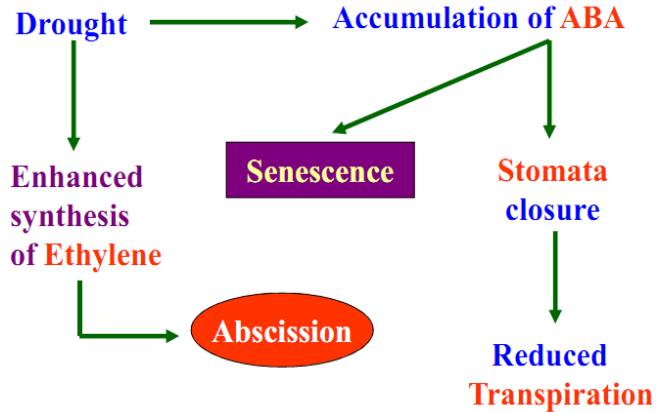 Drought
Accumulation of ABA
Enhanced
synthesis
of Ethylene
Senescence
Stomata
closure
Abscission
Reduced
Transpiration